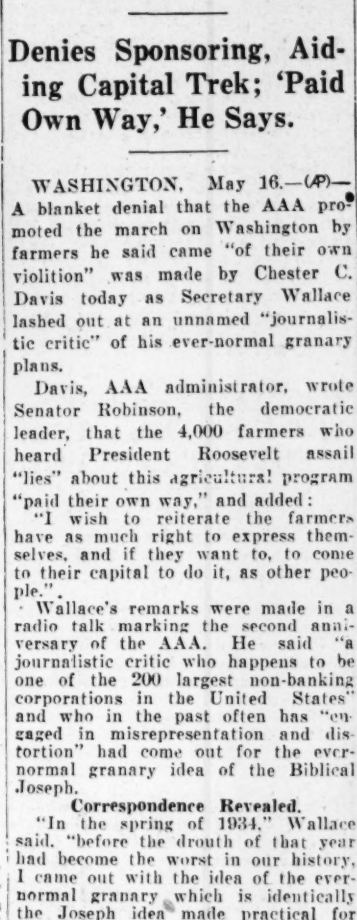 Denies Sponsoring, Aid-
ing Capital Trek; 'Paid
Own Way,' He Says.
WASHINGTON, May 16.—(AP)—
A blanket denial that the AAA pro-
moted the march on Washington by
farmers he said came "of their own
violition" was made by Chester C.
Davis today as Secretary Wallace
lashed out at an unnamed "journalis-
tic critic" of his ever-normal granary
plans.
Davis, AAA administrator, wrote
Senator Robinson, the democratic
leader, that the 4,000 farmers who
heard President Roosevelt assail
"lies" about this agricultural program
"paid their own way," and added:
"I wish to reiterate the farmers
have as much right to express them-
selves, and if they want to, to come
to their capital to do it, as other peo-
ple.".
Wallace's remarks were made in a
radio talk marking the second anni-
versary of the AAA. He said "a
journalistic critic who happens to be
one of the 200 largest non-banking
corporations in the United States"
and who in the past often has "en-
gaged in misrepresentation and dis-
tortion" had come out for the ever-
normal granary idea of the Biblical
Joseph.
Correspondence Revealed.
"In the spring of 1934," Wallace
said, "before the drouth of that year
had become the worst in our history,
I came out with the idea of the ever-
normal granary which is identically
the Joseph idea made practical fo